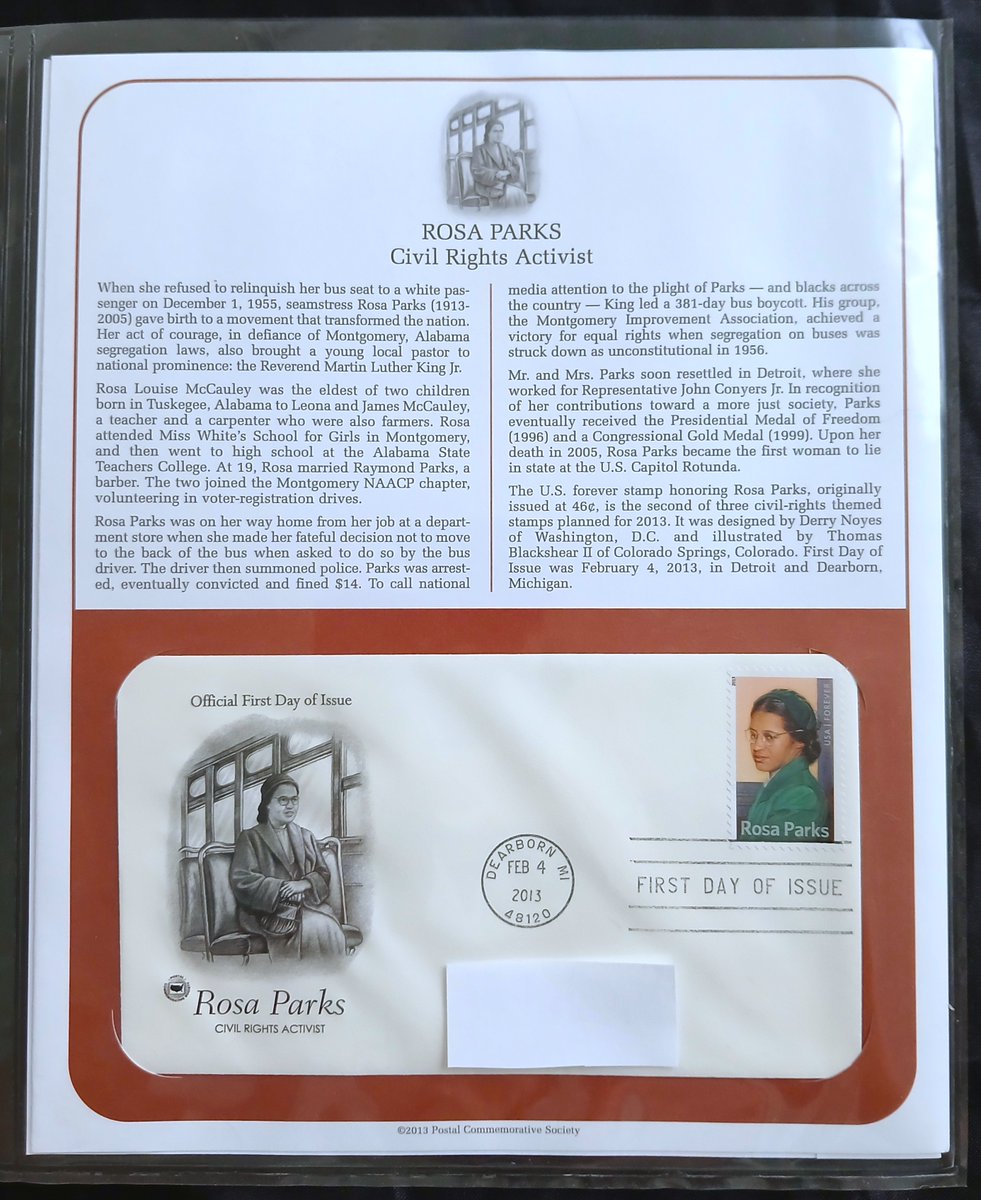 ROSA PARKS
Civil Rights Activist
When she refused to relinquish her bus seat to a white pas-
senger on December 1, 1955, seamstress Rosa Parks (1913-
2005) gave birth to a movement that transformed the nation.
Her act of courage, in defiance of Montgomery, Alabama
segregation laws, also brought a young local pastor to
national prominence: the Reverend Martin Luther King Jr.
Rosa Louise McCauley was the eldest of two children
born in Tuskegee, Alabama to Leona and James McCauley,
a teacher and a carpenter who were also farmers. Rosa
attended Miss White's School for Girls in Montgomery,
and then went to high school at the Alabama State
Teachers College. At 19, Rosa married Raymond Parks, a
barber. The two joined the Montgomery NAACP chapter,
volunteering in voter-registration drives.
Rosa Parks was on her way home from her job at a depart-
ment store when she made her fateful decision not to move
to the back of the bus when asked to do so by the bus
driver. The driver then summoned police. Parks was arrest-
ed, eventually convicted and fined $14. To call national
media attention to the plight of Parks — and blacks across
the country — King led a 381-day bus boycott. His group,
the Montgomery Improvement Association, achieved a
victory for equal rights when segregation on buses was
struck down as unconstitutional in 1956.
Mr. and Mrs. Parks soon resettled in Detroit, where she
worked for Representative John Conyers Jr. In recognition
of her contributions toward a more just society, Parks
eventually received the Presidential Medal of Freedom
(1996) and a Congressional Gold Medal (1999). Upon her
death in 2005, Rosa Parks became the first woman to lie
in state at the U.S. Capitol Rotunda.
The U.S. forever stamp honoring Rosa Parks, originally
issued at 46¢, is the second of three civil-rights themed
stamps planned for 2013. It was designed by Derry Noyes
of Washington, D.C. and illustrated by Thomas
Blackshear II of Colorado Springs, Colorado. First Day of
Issue was February 4, 2013, in Detroit and Dearborn,
Michigan.
Official First Day of Issue
2013
USA | FOREVER
Rosa Parks
DEARBORN MI
FEB 4
2013
48120
FIRST DAY OF ISSUE
Rosa Parks
CIVIL RIGHTS ACTIVIST
©2013 Postal Commemorative Society